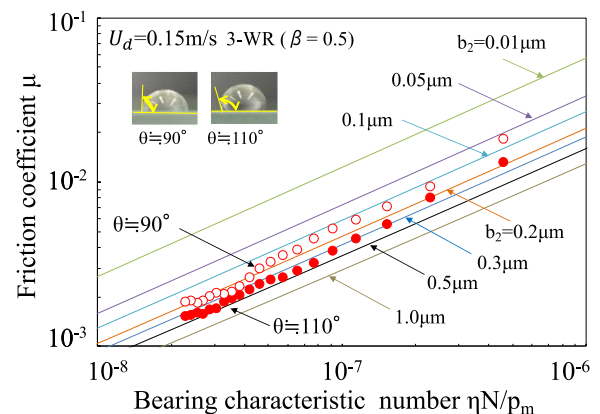 10⁻¹
U_d=0.15m/s 3-WR (β = 0.5)
b₂=0.01μm
0.05μm
0.1μm
θ≒90° θ≒110°
10⁻²
θ≒90°
b₂=0.2μm
0.3μm
0.5μm
θ≒110°
1.0μm
10⁻³
10⁻⁸ 10⁻⁷ 10⁻⁶
Friction coefficient μ
Bearing characteristic number ηN/pₘ